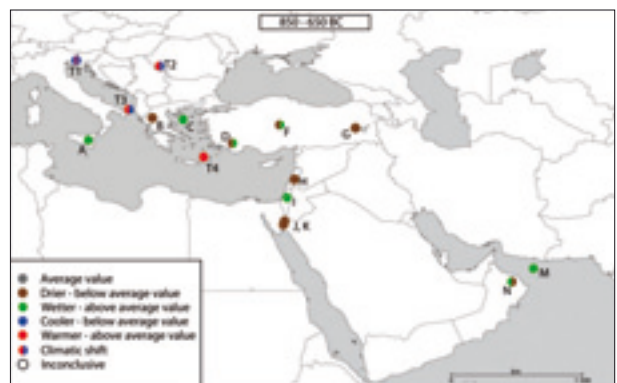 850 - 650 BC
T1
T2
T3
B
C
A
D
F
G
T4
H
I
J, K
M
N
Average value
Drier - below average value
Wetter - above average value
Cooler - below average value
Warmer - above average value
Climatic shift
Inconclusive